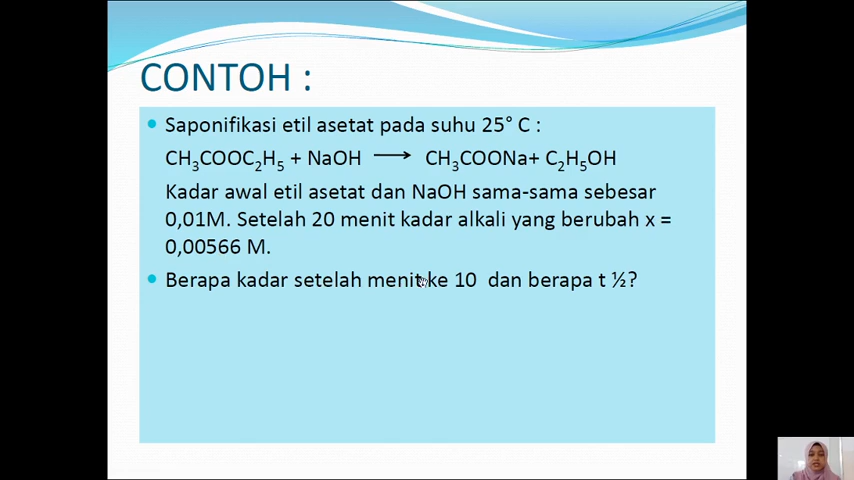 CONTOH :
Saponifikasi etil asetat pada suhu 25° C :
CH₃COOC₂H₅ + NaOH → CH₃COONa+ C₂H₅OH
Kadar awal etil asetat dan NaOH sama-sama sebesar
0,01M. Setelah 20 menit kadar alkali yang berubah x =
0,00566 M.
Berapa kadar setelah menit ke 10 dan berapa t ½?